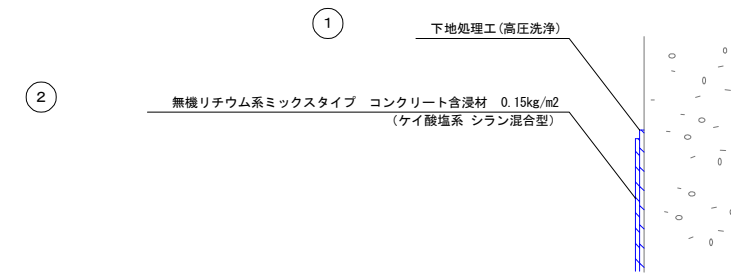 ①
下地処理工(高圧洗浄)
②
無機リチウム系ミックスタイプ　コンクリート含浸材　0.15kg/m2
(ケイ酸塩系 シラン混合型)